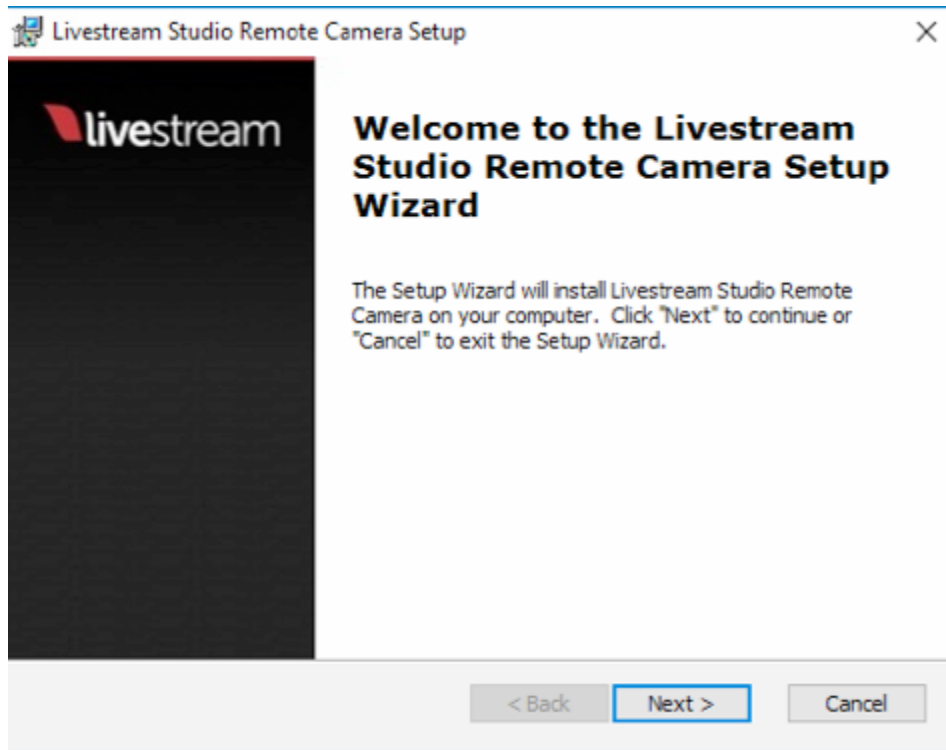 Livestream Studio Remote Camera Setup
livestream
Welcome to the Livestream
Studio Remote Camera Setup
Wizard
The Setup Wizard will install Livestream Studio Remote
Camera on your computer.  Click "Next" to continue or
"Cancel" to exit the Setup Wizard.
< Back
Next >
Cancel